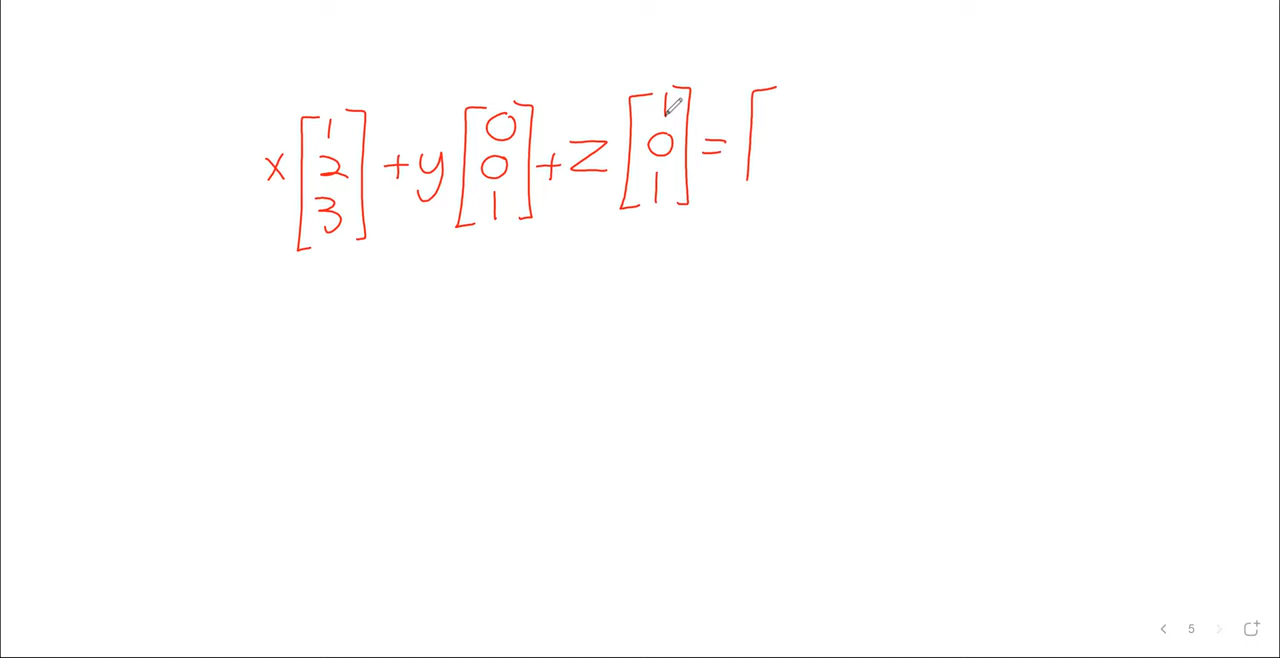 x [1 2 3] + y [0 0 1] + z [1 0 1] = [
5